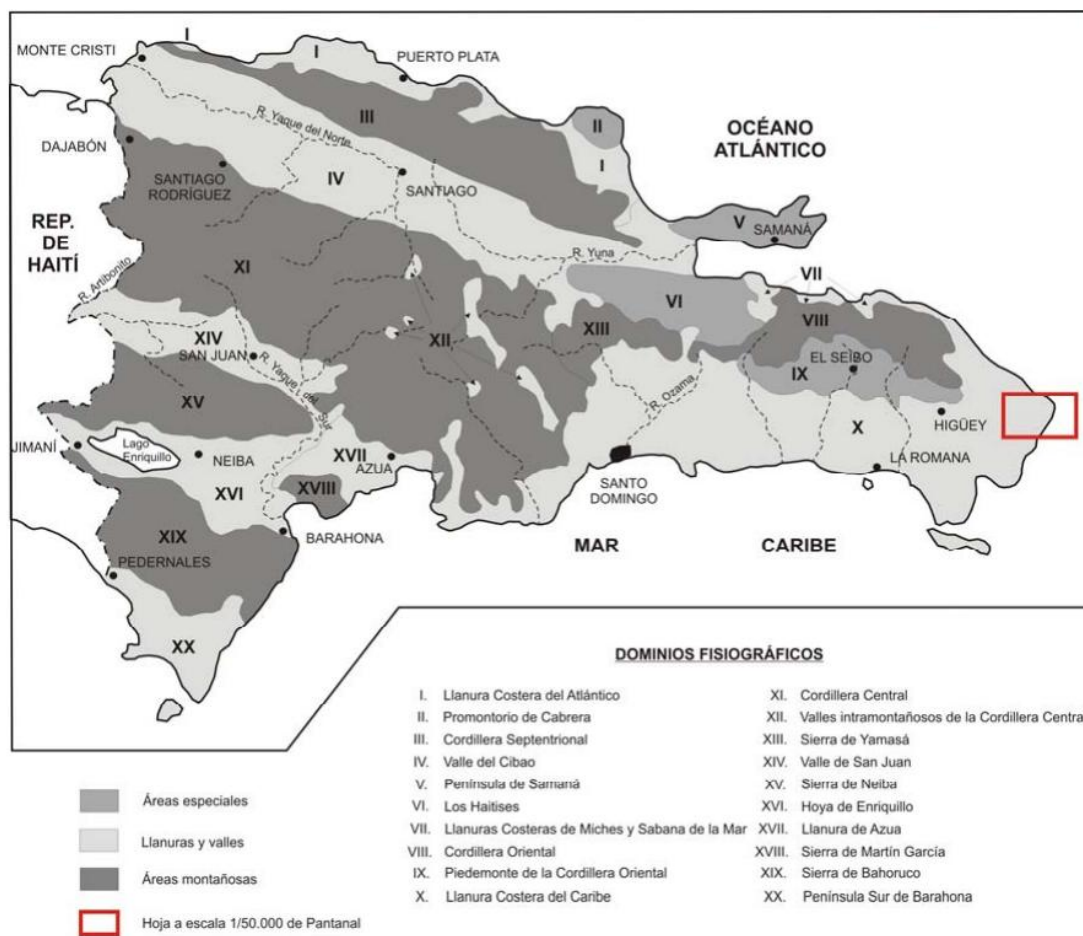 I
MONTE CRISTI
I
PUERTO PLATA
III
II
OCÉANO
ATLÁNTICO
R. Yaque del Norte
DAJABÓN
I
SANTIAGO
RODRÍGUEZ
IV
SANTIAGO
REP.
DE
HAITÍ
V
SAMANÁ
R. Yuna
XI
VII
R. Artibonito
VI
XIII
VIII
XII
XIV
SAN JUAN
EL SEÍBO
IX
R. Yaque del Sur
R. Ozama
XV
HIGÜEY
X
JIMANÍ
Lago
Enriquillo
NEIBA
XVII
AZUA
LA ROMANA
XVI
XVIII
SANTO
DOMINGO
XIX
BARAHONA
MAR
CARIBE
PEDERNALES
XX
DOMINIOS FISIOGRÁFICOS
I. Llanura Costera del Atlántico
II. Promontorio de Cabrera
III. Cordillera Septentrional
IV. Valle del Cibao
V. Península de Samaná
VI. Los Haitises
VII. Llanuras Costeras de Miches y Sabana de la Mar
VIII. Cordillera Oriental
IX. Piedemonte de la Cordillera Oriental
X. Llanura Costera del Caribe
XI. Cordillera Central
XII. Valles intramontañosos de la Cordillera Central
XIII. Sierra de Yamasá
XIV. Valle de San Juan
XV. Sierra de Neiba
XVI. Hoya de Enriquillo
XVII. Llanura de Azua
XVIII. Sierra de Martín García
XIX. Sierra de Bahoruco
XX. Península Sur de Barahona
Áreas especiales
Llanuras y valles
Áreas montañosas
Hoja a escala 1/50.000 de Pantanal